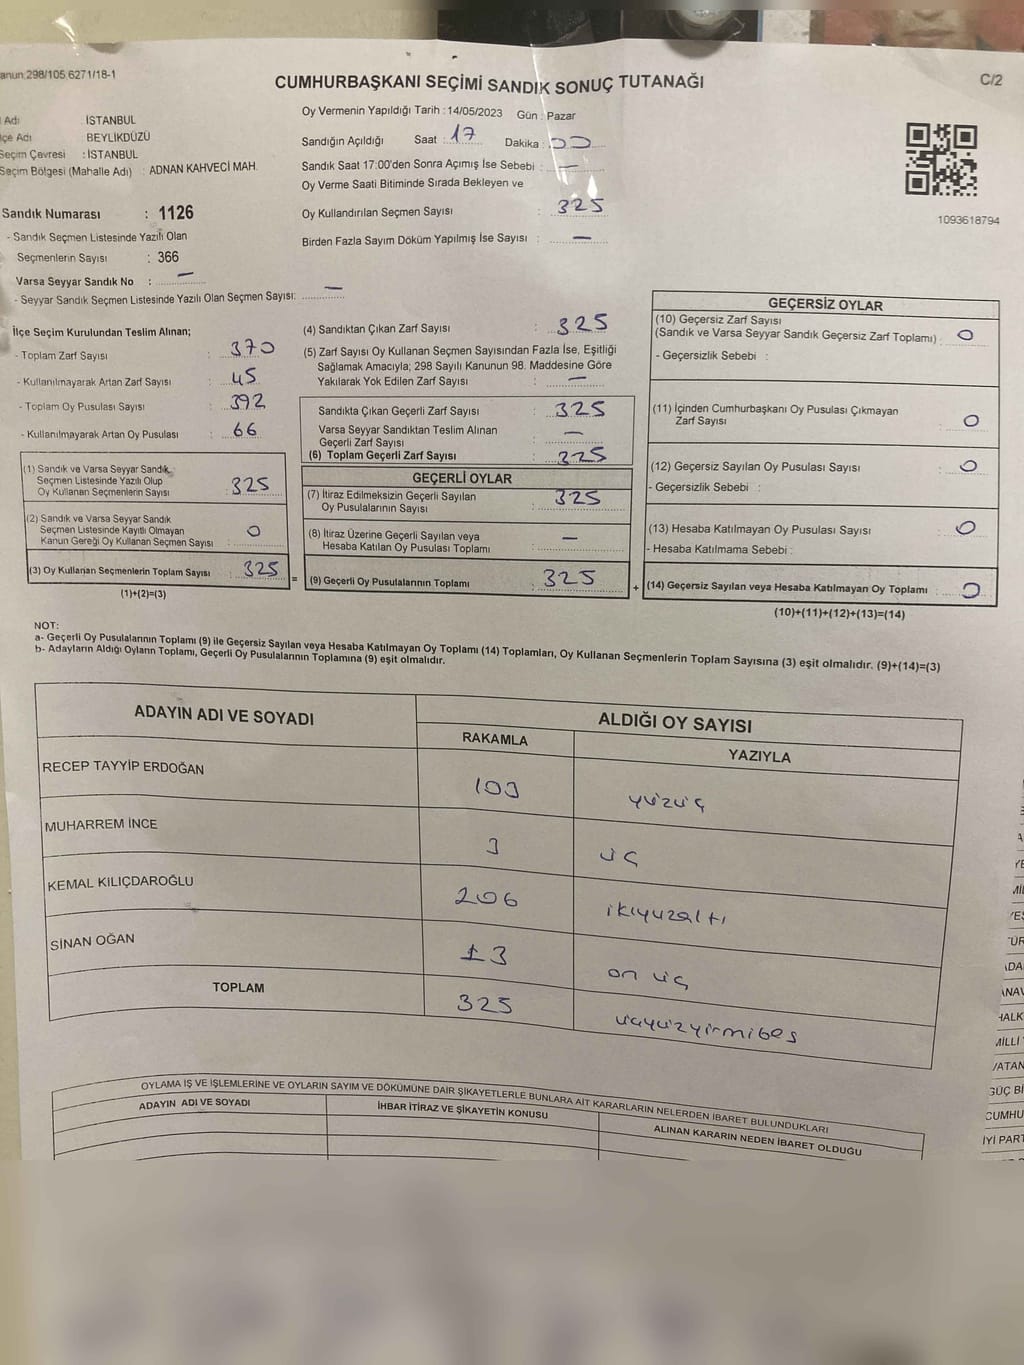 anun:298/105,6271/18-1
CUMHURBAŞKANI SEÇİMİ SANDIK SONUÇ TUTANAĞI
C/2
Adı : İSTANBUL
çe Adı : BEYLİKDÜZÜ
Seçim Çevresi : İSTANBUL
Seçim Bölgesi (Mahalle Adı) : ADNAN KAHVECİ MAH.
Sandık Numarası : 1126
- Sandık Seçmen Listesinde Yazılı Olan
Seçmenlerin Sayısı : 366
Varsa Seyyar Sandık No : —
- Seyyar Sandık Seçmen Listesinde Yazılı Olan Seçmen Sayısı: —
Oy Vermenin Yapıldığı Tarih : 14/05/2023 Gün : Pazar
Sandığın Açıldığı Saat : 17 Dakika : 00
Sandık Saat 17:00'den Sonra Açımış İse Sebebi : —
Oy Verme Saati Bitiminde Sırada Bekleyen ve
Oy Kullandırılan Seçmen Sayısı : 325
Birden Fazla Sayım Döküm Yapılmış İse Sayısı : —
1093618794
İlçe Seçim Kurulundan Teslim Alınan;
- Toplam Zarf Sayısı : 370
- Kullanılmayarak Artan Zarf Sayısı : 45
- Toplam Oy Pusulası Sayısı : 392
- Kullanılmayarak Artan Oy Pusulası : 66
(1) Sandık ve Varsa Seyyar Sandık
Seçmen Listesinde Yazılı Olup
Oy Kullanan Seçmenlerin Sayısı : 325
(2) Sandık ve Varsa Seyyar Sandık
Seçmen Listesinde Kayıtlı Olmayan
Kanun Gereği Oy Kullanan Seçmen Sayısı : 0
(3) Oy Kullanan Seçmenlerin Toplam Sayısı : 325
(1)+(2)=(3)
=
(4) Sandıktan Çıkan Zarf Sayısı : 325
(5) Zarf Sayısı Oy Kullanan Seçmen Sayısından Fazla İse, Eşitliği
Sağlamak Amacıyla; 298 Sayılı Kanunun 98. Maddesine Göre
Yakılarak Yok Edilen Zarf Sayısı : —
Sandıkta Çıkan Geçerli Zarf Sayısı : 325
Varsa Seyyar Sandıktan Teslim Alınan
Geçerli Zarf Sayısı : —
(6) Toplam Geçerli Zarf Sayısı : 325
GEÇERLİ OYLAR
(7) İtiraz Edilmeksizin Geçerli Sayılan
Oy Pusulalarının Sayısı : 325
(8) İtiraz Üzerine Geçerli Sayılan veya
Hesaba Katılan Oy Pusulası Toplamı : —
(9) Geçerli Oy Pusulalarının Toplamı : 325
+
GEÇERSİZ OYLAR
(10) Geçersiz Zarf Sayısı
(Sandık ve Varsa Seyyar Sandık Geçersiz Zarf Toplamı) : 0
- Geçersizlik Sebebi :
(11) İçinden Cumhurbaşkanı Oy Pusulası Çıkmayan
Zarf Sayısı : 0
(12) Geçersiz Sayılan Oy Pusulası Sayısı : 0
- Geçersizlik Sebebi :
(13) Hesaba Katılmayan Oy Pusulası Sayısı : 0
- Hesaba Katılmama Sebebi :
(14) Geçersiz Sayılan veya Hesaba Katılmayan Oy Toplamı : 0
(10)+(11)+(12)+(13)=(14)
NOT:
a- Geçerli Oy Pusulalarının Toplamı (9) ile Geçersiz Sayılan veya Hesaba Katılmayan Oy Toplamı (14) Toplamları, Oy Kullanan Seçmenlerin Toplam Sayısına (3) eşit olmalıdır. (9)+(14)=(3)
b- Adayların Aldığı Oyların Toplamı, Geçerli Oy Pusulalarının Toplamına (9) eşit olmalıdır.
ADAYIN ADI VE SOYADI ALDIĞI OY SAYISI
RAKAMLA YAZIYLA
RECEP TAYYİP ERDOĞAN 103 yüzüç
MUHARREM İNCE 3 üç
KEMAL KILIÇDAROĞLU 206 ikiyüzaltı
SİNAN OĞAN 13 on üç
TOPLAM 325 üçyüzyirmibeş
OYLAMA İŞ VE İŞLEMLERİNE VE OYLARIN SAYIM VE DÖKÜMÜNE DAİR ŞİKAYETLERLE BUNLARA AİT KARARLARIN NELERDEN İBARET BULUNDUKLARI
ADAYIN ADI VE SOYADI İHBAR İTİRAZ VE ŞİKAYETİN KONUSU ALINAN KARARIN NEDEN İBARET OLDUĞU
HALK
MİLLİ
VATAN
GÜÇ Bİ
CUMHU
İYİ PART